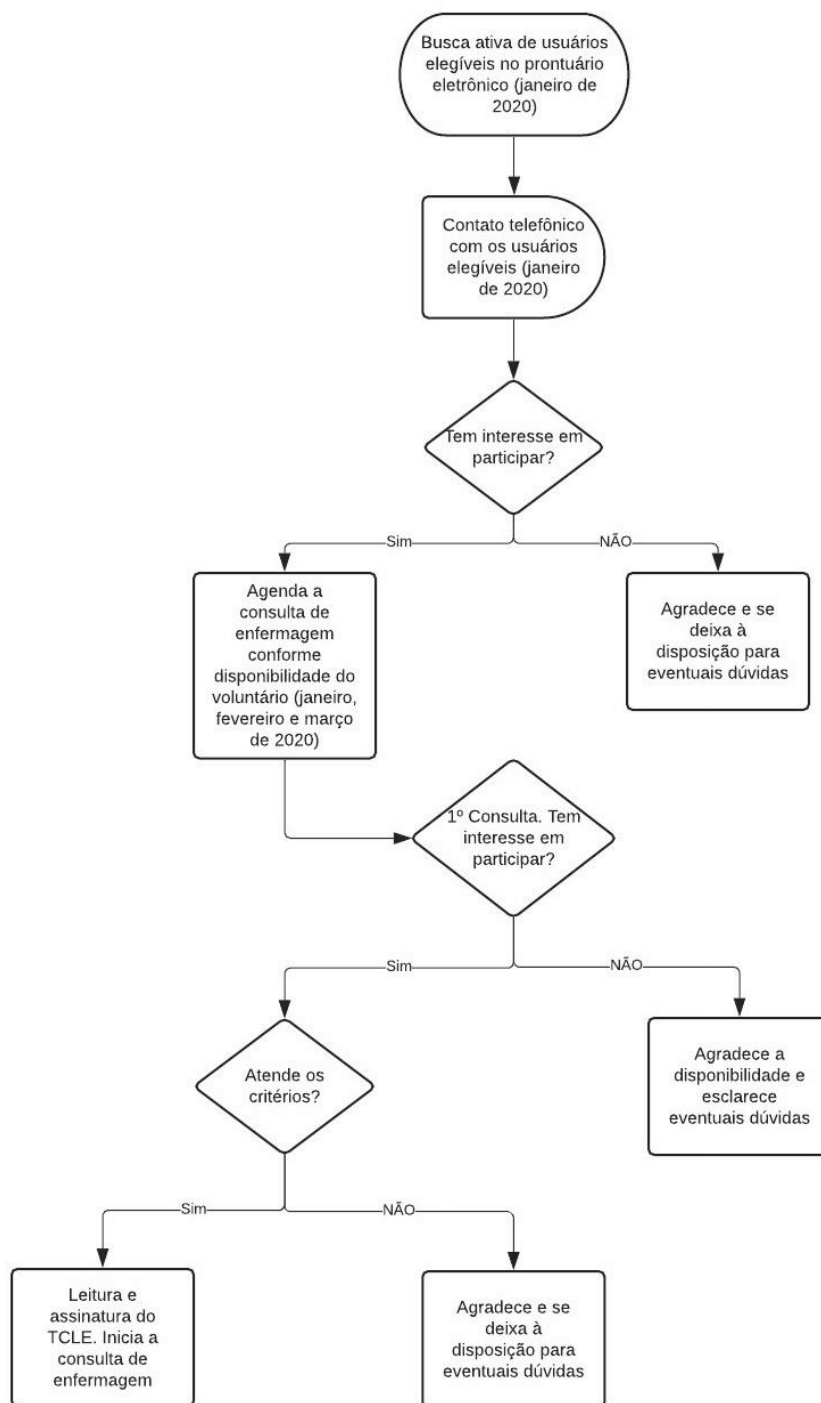 Busca ativa de usuários
elegíveis no prontuário
eletrônico (janeiro de
2020)
Contato telefônico
com os usuários
elegíveis (janeiro
de 2020)
Tem interesse em
participar?
Sim
NÃO
Agenda a
consulta de
enfermagem
conforme
disponibilidade do
voluntário (janeiro,
fevereiro e março
de 2020)
Agradece e se
deixa à
disposição para
eventuais dúvidas
1º Consulta. Tem
interesse em
participar?
Sim
NÃO
Atende os
critérios?
Agradece a
disponibilidade e
esclarece
eventuais dúvidas
Sim
NÃO
Leitura e
assinatura do
TCLE. Inicia a
consulta de
enfermagem
Agradece e se
deixa à
disposição para
eventuais dúvidas